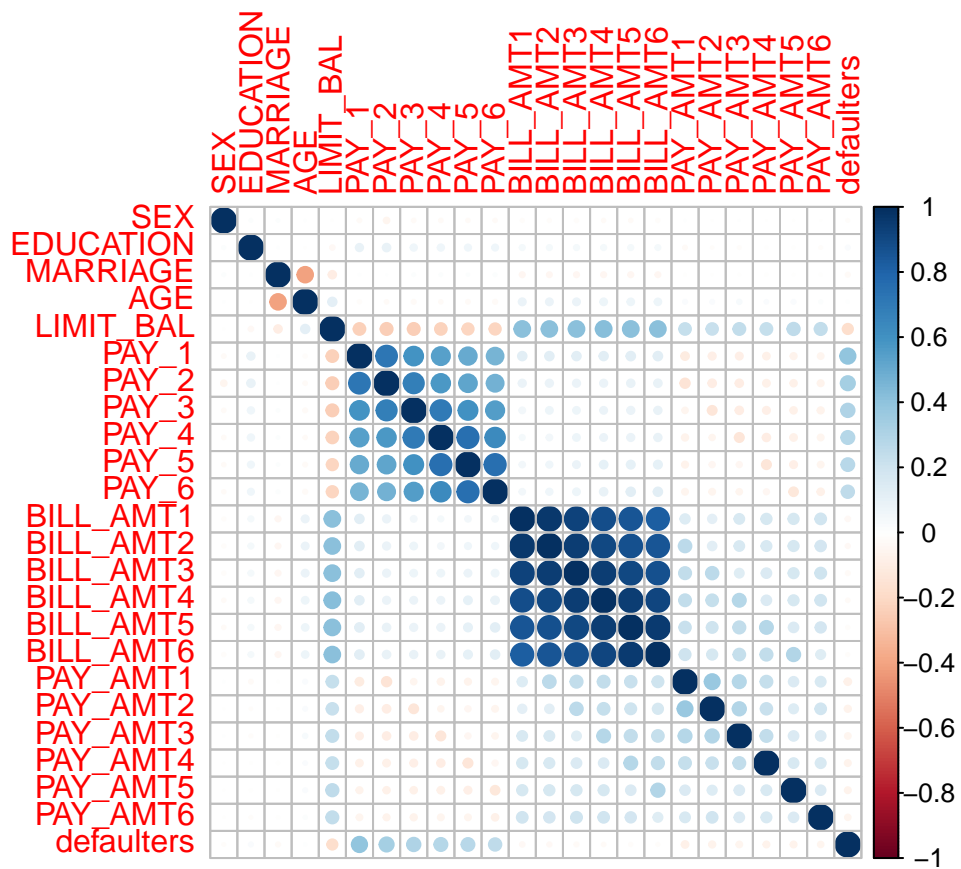 SEX
EDUCATION
MARRIAGE
AGE
LIMIT_BAL
PAY_1
PAY_2
PAY_3
PAY_4
PAY_5
PAY_6
BILL_AMT1
BILL_AMT2
BILL_AMT3
BILL_AMT4
BILL_AMT5
BILL_AMT6
PAY_AMT1
PAY_AMT2
PAY_AMT3
PAY_AMT4
PAY_AMT5
PAY_AMT6
defaulters
SEX
EDUCATION
MARRIAGE
AGE
LIMIT_BAL
PAY_1
PAY_2
PAY_3
PAY_4
PAY_5
PAY_6
BILL_AMT1
BILL_AMT2
BILL_AMT3
BILL_AMT4
BILL_AMT5
BILL_AMT6
PAY_AMT1
PAY_AMT2
PAY_AMT3
PAY_AMT4
PAY_AMT5
PAY_AMT6
defaulters
1
0.8
0.6
0.4
0.2
0
−0.2
−0.4
−0.6
−0.8
−1